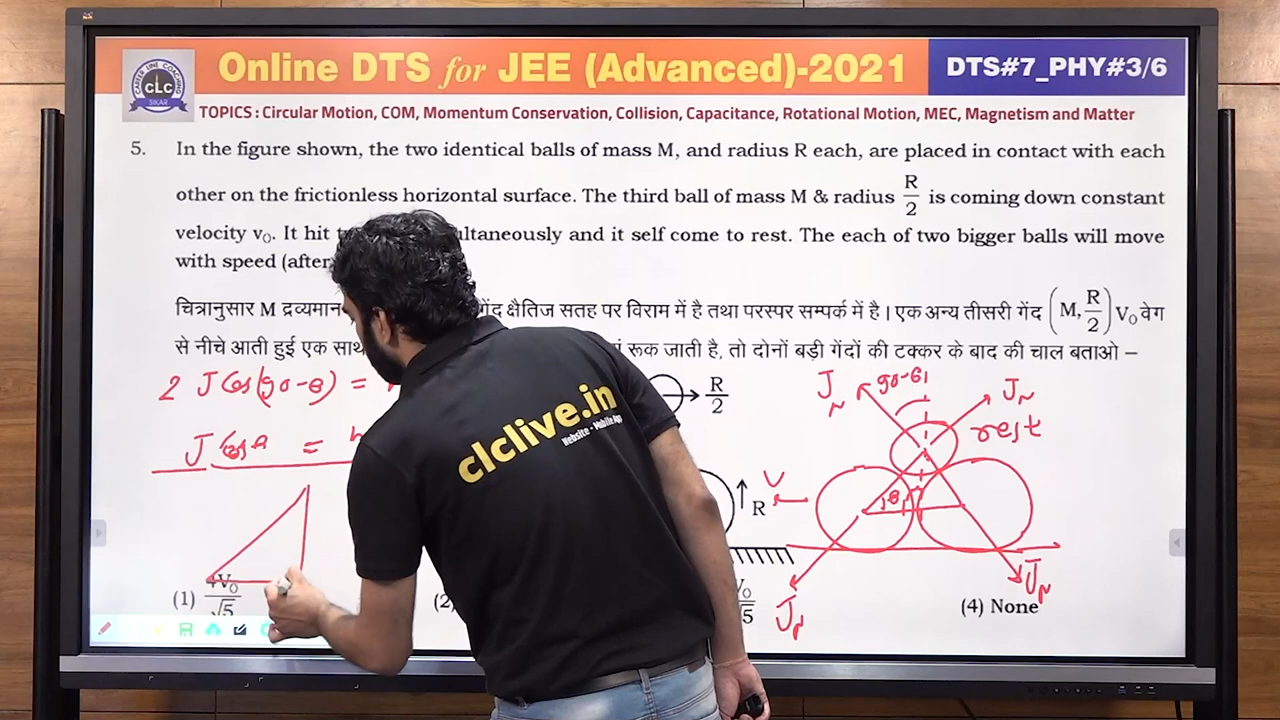 Online DTS for JEE (Advanced)-2021
DTS#7_PHY#3/6
CAREER LINE COACHING
CLC
SIKAR
TOPICS : Circular Motion, COM, Momentum Conservation, Collision, Capacitance, Rotational Motion, MEC, Magnetism and Matter
5. In the figure shown, the two identical balls of mass M, and radius R each, are placed in contact with each
other on the frictionless horizontal surface. The third ball of mass M & radius R/2 is coming down constant
velocity v₀. It hit ultaneously and it self come to rest. The each of two bigger balls will move
with speed (after
चित्रानुसार M द्रव्यमान गेंद क्षैतिज सतह पर विराम में है तथा परस्पर सम्पर्क में है । एक अन्य तीसरी गेंद (M, R/2) V₀ वेग
से नीचे आती हुई एक साथ रूक जाती है, तो दोनों बड़ी गेंदों की टक्कर के बाद की चाल बताओ –
2 J Cos(90-θ) =
J Cosθ =
R/2
R
V
J_N
90-θ
J_N
rest
θ
J_N
J_N
(1) 4V₀/√5
(2)
V₀/5
(4) None
clclive.in
Website - Mobile App